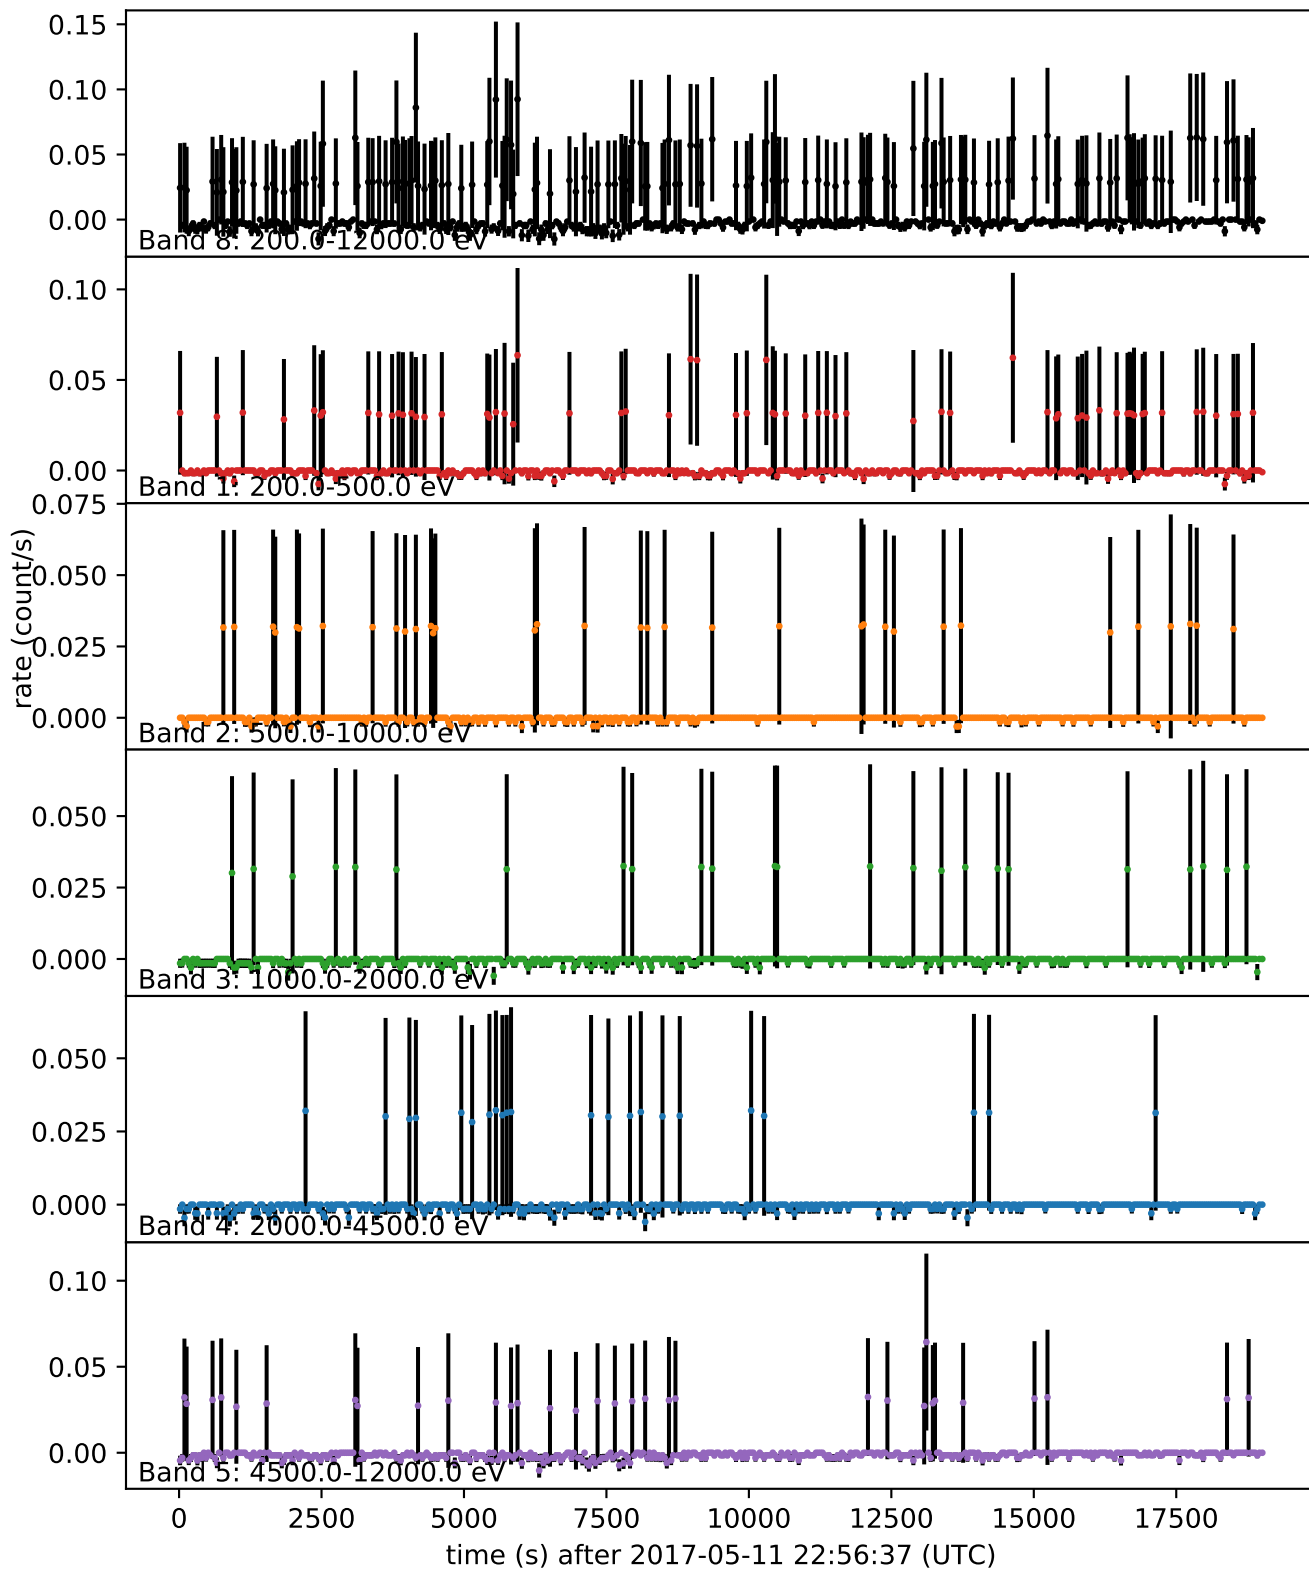 0.15
0.10
0.05
0.00
Band 8: 200.0-12000.0 eV
0.10
0.05
0.00
Band 1: 200.0-500.0 eV
rate (count/s)
0.075
0.050
0.025
0.000
Band 2: 500.0-1000.0 eV
0.050
0.025
0.000
Band 3: 1000.0-2000.0 eV
0.050
0.025
0.000
Band 4: 2000.0-4500.0 eV
0.10
0.05
0.00
Band 5: 4500.0-12000.0 eV
0 2500 5000 7500 10000 12500 15000 17500
time (s) after 2017-05-11 22:56:37 (UTC)